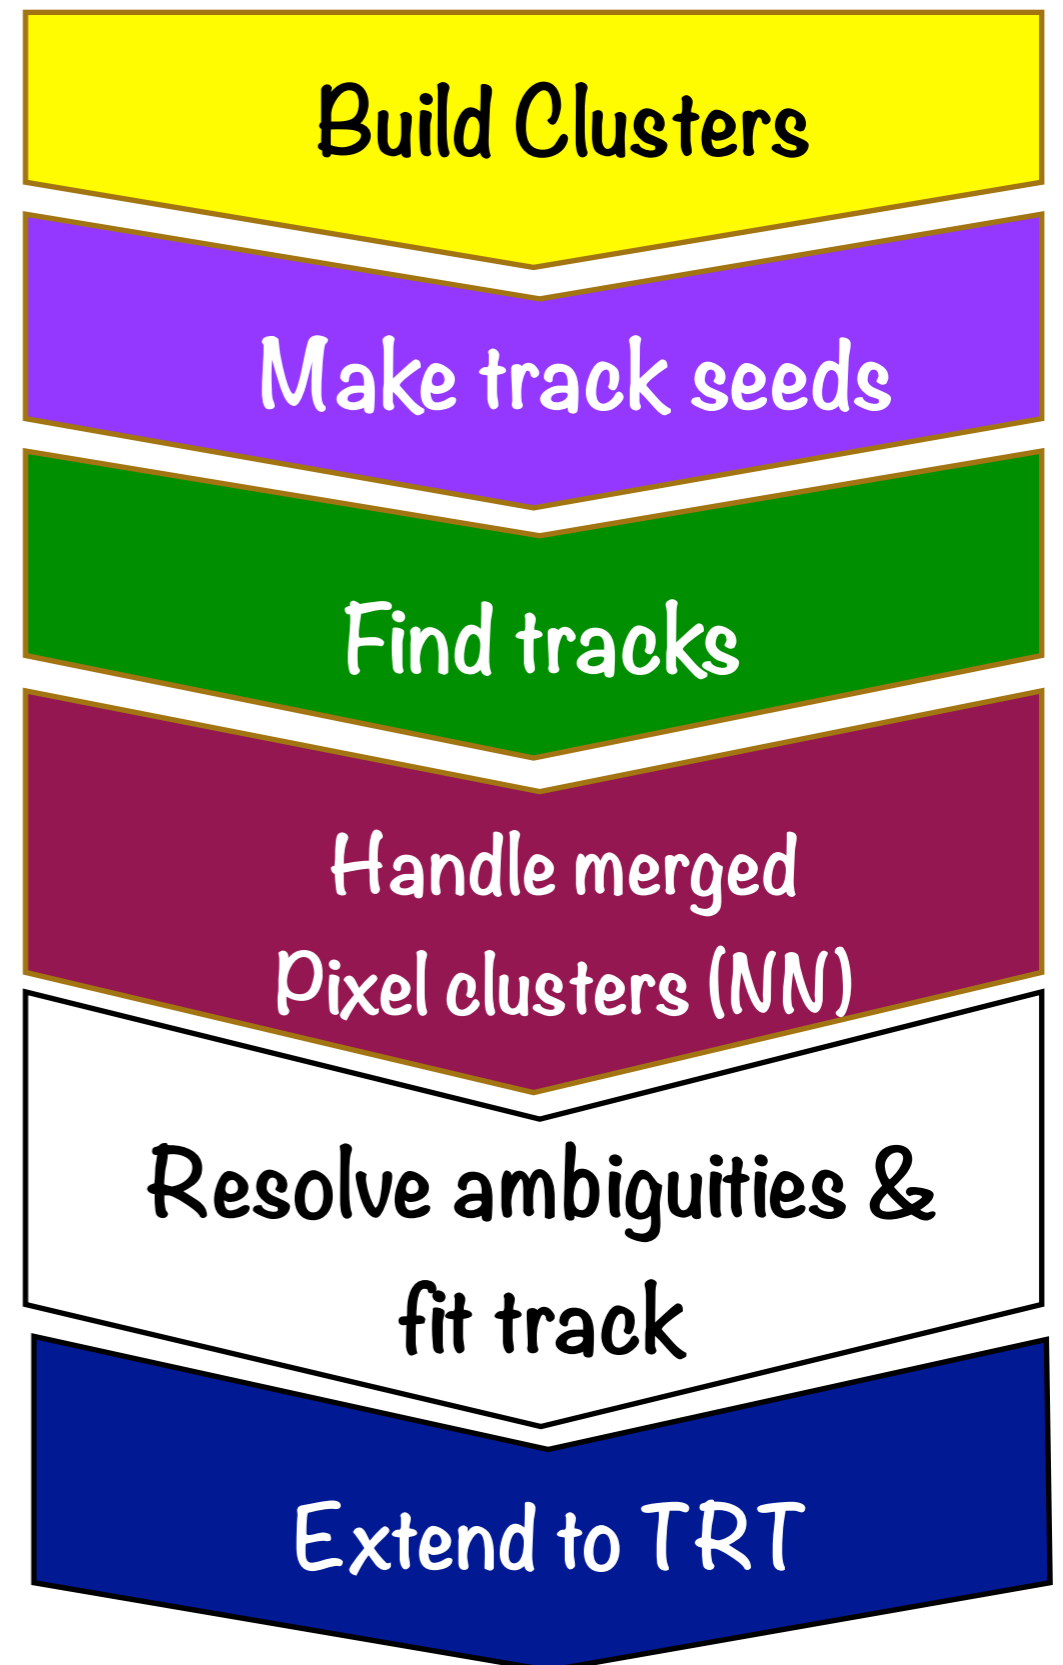 Build Clusters
Make track seeds
Find tracks
Handle merged
Pixel clusters (NN)
Resolve ambiguities &
fit track
Extend to TRT